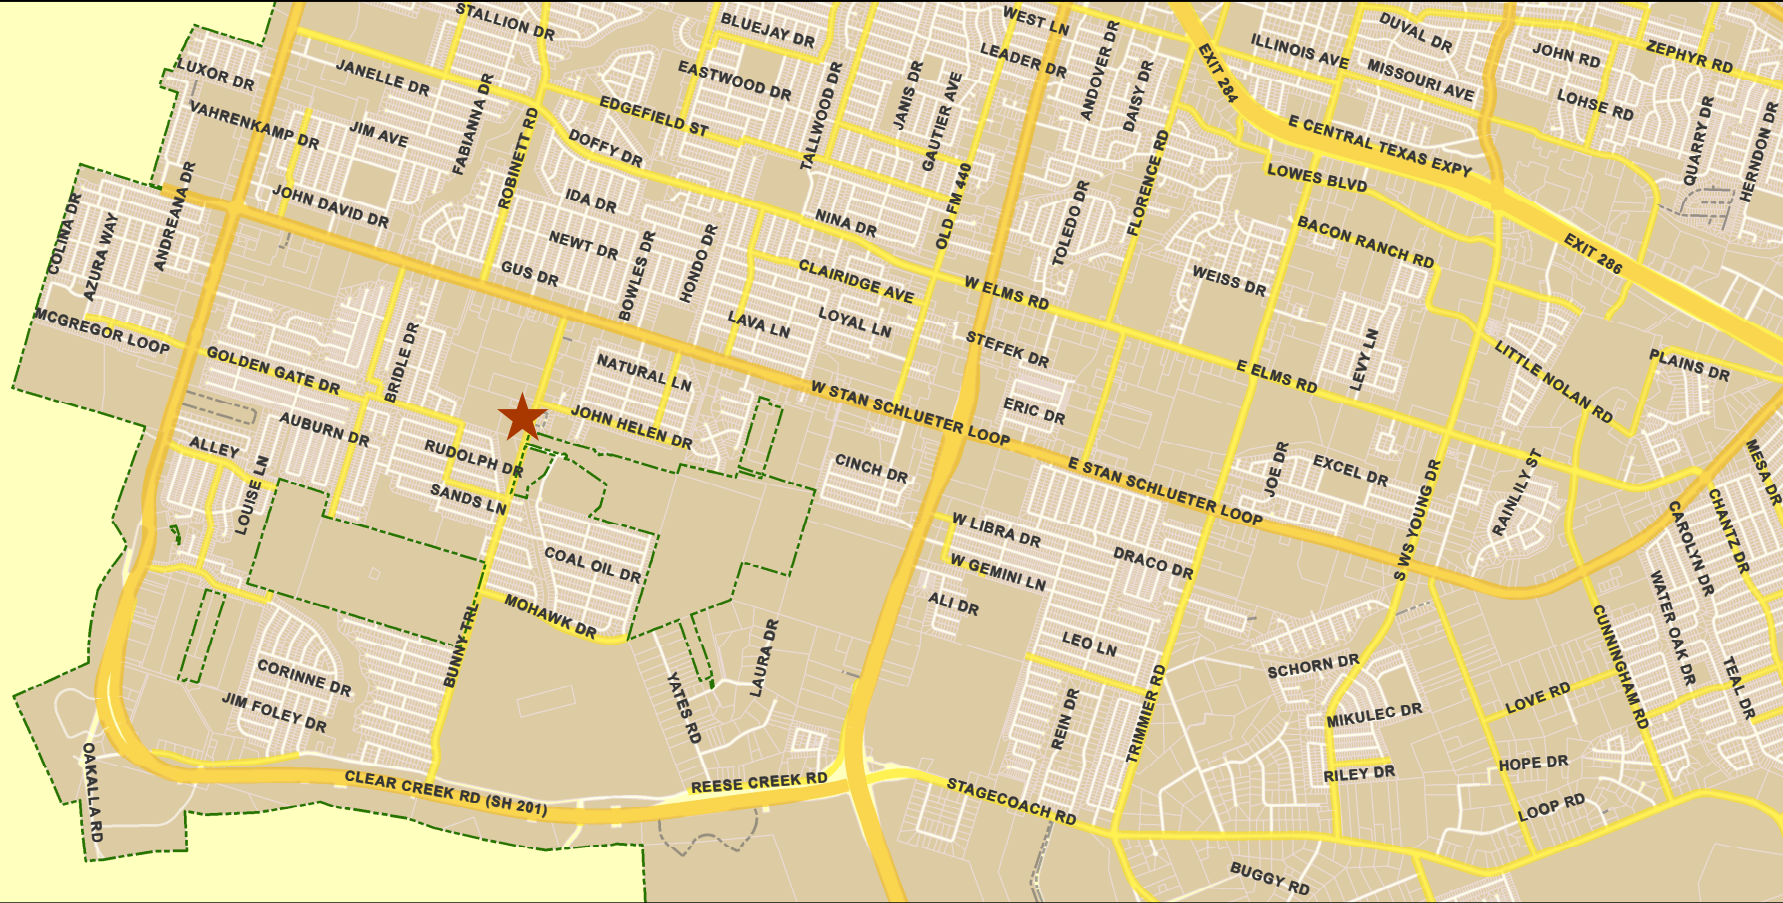 STALLION DR
BLUEJAY DR
WEST LN
ANDOVER DR
DUVAL DR
ILLINOIS AVE
JOHN RD
ZEPHYR RD
LUXOR DR
JANELLE DR
EASTWOOD DR
LEADER DR
EXIT 284
MISSOURI AVE
VAHRENKAMP DR
JIM AVE
FABIANNA DR
EDGEFIELD ST
TALLWOOD DR
JANIS DR
GAUTIER AVE
DAISY DR
LOHSE RD
QUARRY DR
HERNDON DR
ROBINETT RD
DOFFY DR
E CENTRAL TEXAS EXPY
COLINA DR
AZURA WAY
ANDREANA DR
JOHN DAVID DR
IDA DR
NINA DR
OLD FM 440
TOLEDO DR
FLORENCE RD
LOWES BLVD
BACON RANCH RD
EXIT 286
NEWT DR
GUS DR
BOWLES DR
HONDO DR
CLAIRIDGE AVE
W ELMS RD
WEISS DR
MCGREGOR LOOP
GOLDEN GATE DR
BRIDLE DR
LAVA LN
LOYAL LN
STEFEK DR
E ELMS RD
LEVY LN
LITTLE NOLAN RD
PLAINS DR
NATURAL LN
W STAN SCHLUETER LOOP
ERIC DR
AUBURN DR
JOHN HELEN DR
ALLEY
LOUISE LN
RUDOLPH DR
CINCH DR
E STAN SCHLUETER LOOP
JOE DR
EXCEL DR
S WS YOUNG DR
RAINLILY ST
MESA DR
SANDS LN
W LIBRA DR
CHANTZ DR
CAROLYN DR
COAL OIL DR
W GEMINI LN
DRACO DR
MOHAWK DR
BUNNY TRL
ALI DR
LEO LN
WATER OAK DR
CUNNINGHAM RD
CORINNE DR
JIM FOLEY DR
YATES RD
LAURA DR
REIN DR
TRIMMIER RD
SCHORN DR
MIKULEC DR
LOVE RD
TEAL DR
OAKALLA RD
CLEAR CREEK RD (SH 201)
REESE CREEK RD
STAGECOACH RD
RILEY DR
HOPE DR
LOOP RD
BUGGY RD